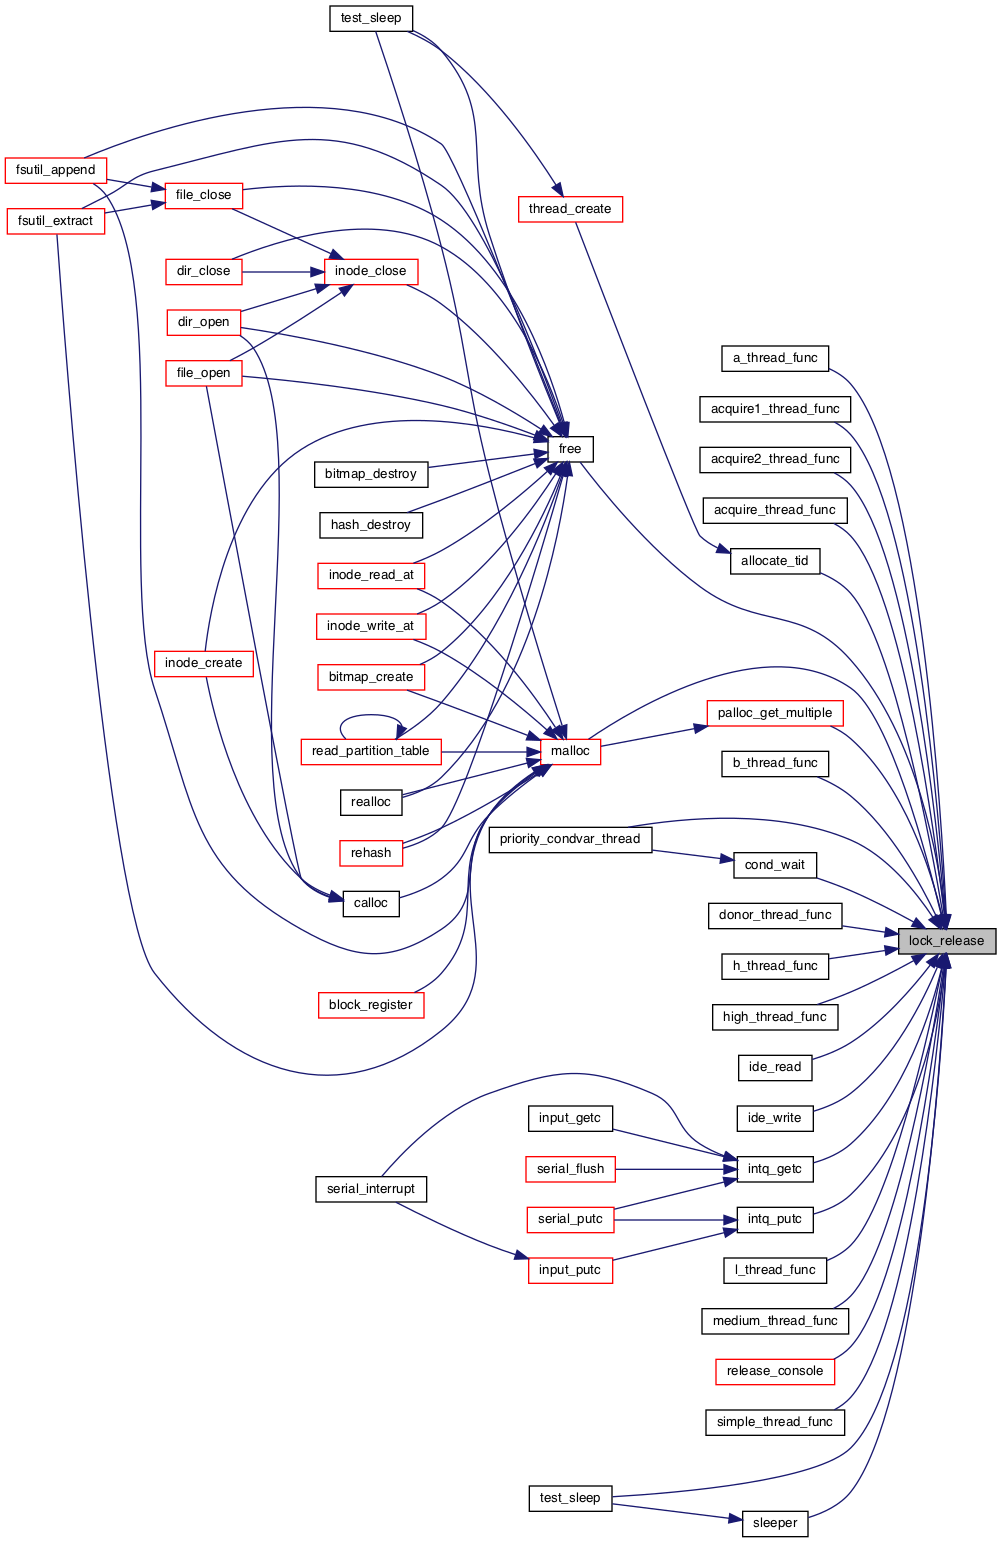 test_sleep
fsutil_append
file_close
thread_create
fsutil_extract
dir_close
inode_close
dir_open
a_thread_func
file_open
acquire1_thread_func
free
acquire2_thread_func
bitmap_destroy
acquire_thread_func
hash_destroy
allocate_tid
inode_read_at
inode_write_at
inode_create
bitmap_create
palloc_get_multiple
read_partition_table
malloc
b_thread_func
realloc
priority_condvar_thread
rehash
cond_wait
calloc
donor_thread_func
lock_release
h_thread_func
block_register
high_thread_func
ide_read
input_getc
ide_write
serial_flush
intq_getc
serial_interrupt
serial_putc
intq_putc
input_putc
l_thread_func
medium_thread_func
release_console
simple_thread_func
test_sleep
sleeper